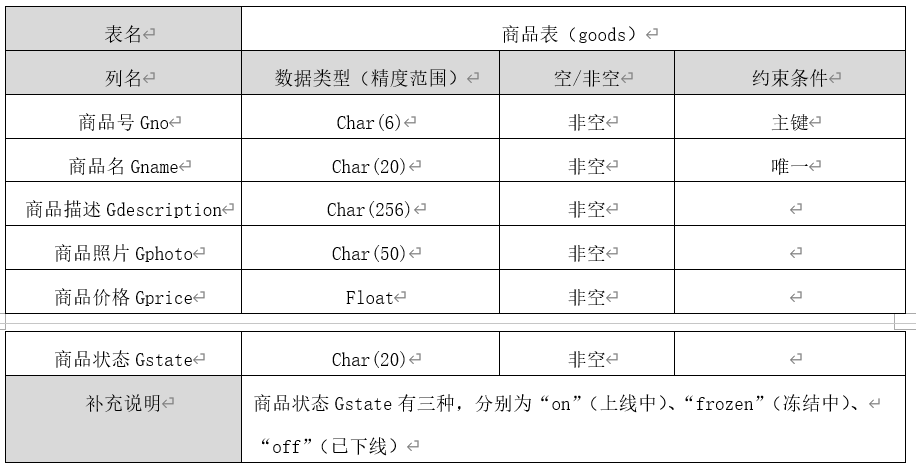 表名 商品表（goods）
列名 数据类型（精度范围） 空/非空 约束条件
商品号 Gno Char(6) 非空 主键
商品名 Gname Char(20) 非空 唯一
商品描述 Gdescription Char(256) 非空
商品照片 Gphoto Char(50) 非空
商品价格 Gprice Float 非空
商品状态 Gstate Char(20) 非空
补充说明 商品状态 Gstate 有三种，分别为“on”（上线中）、“frozen”（冻结中）、
“off”（已下线）